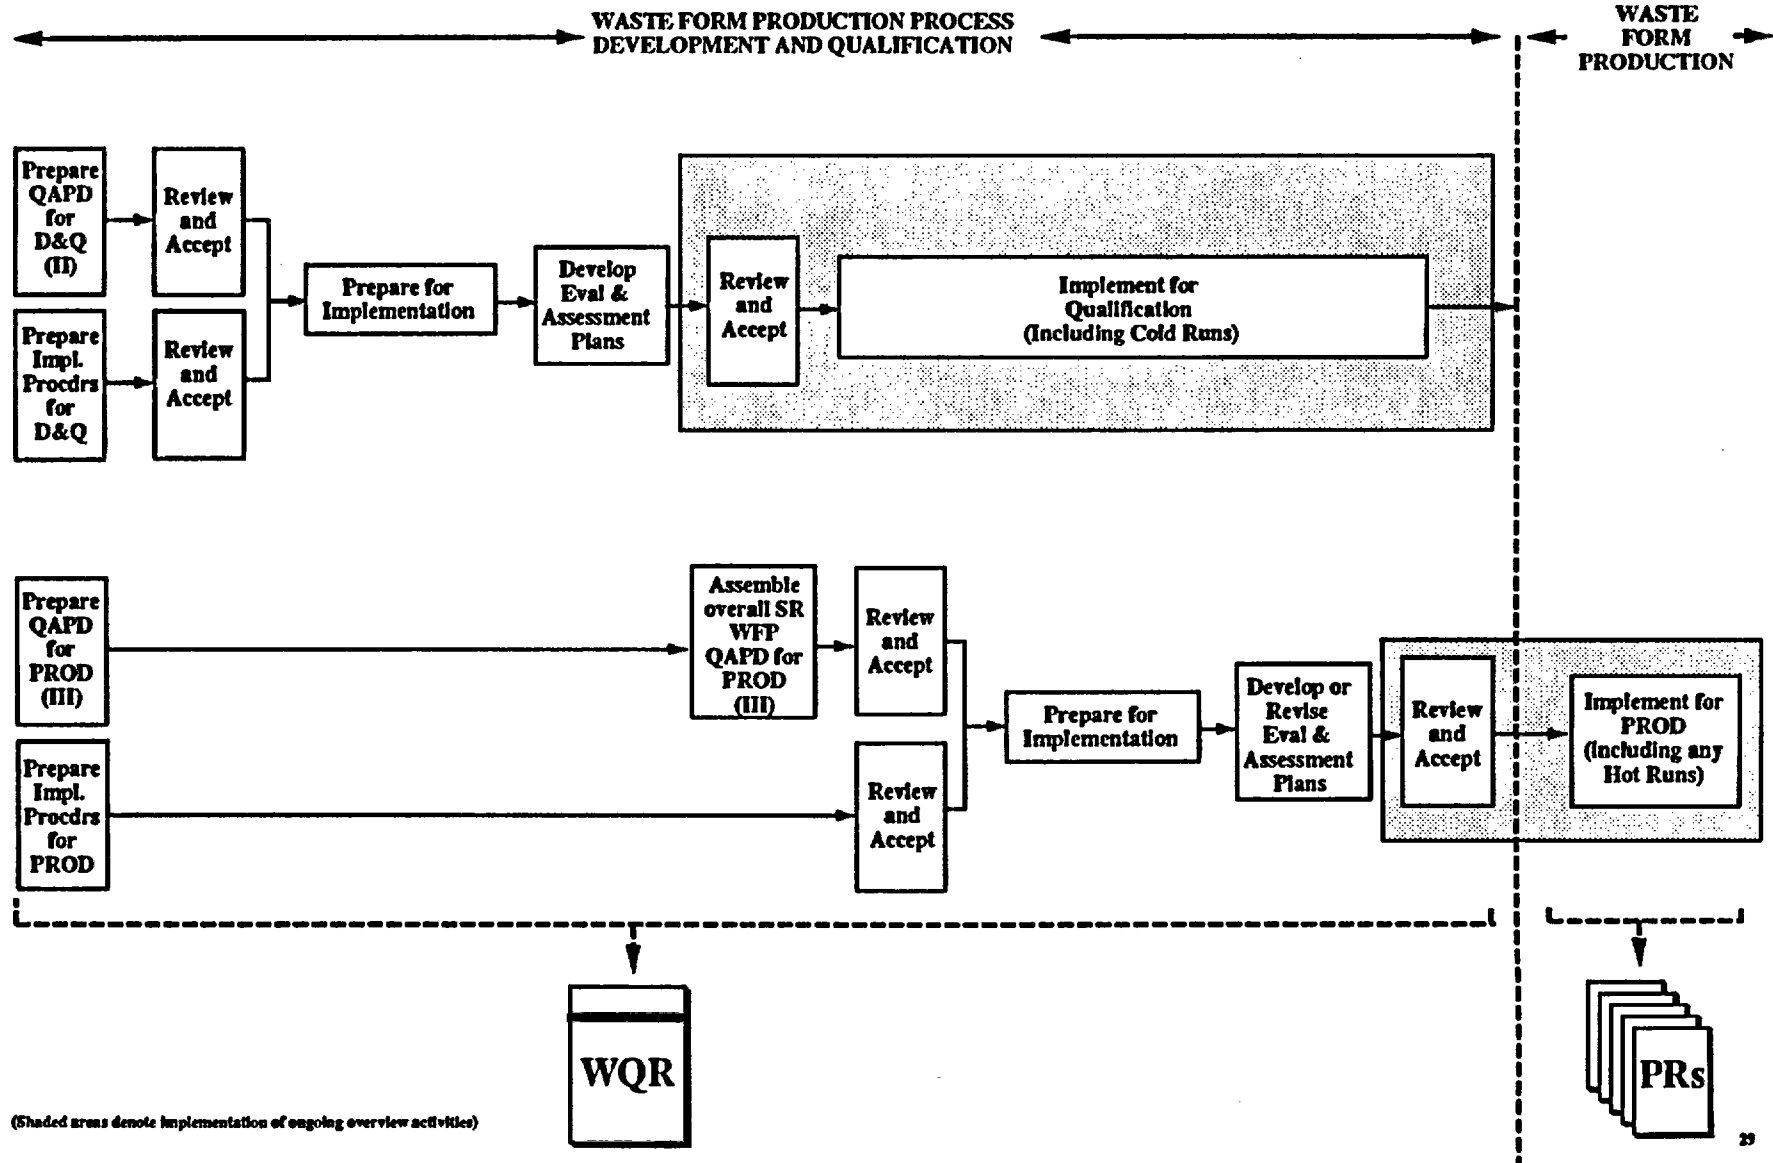 WASTE FORM PRODUCTION PROCESS
DEVELOPMENT AND QUALIFICATION
WASTE
FORM
PRODUCTION
Prepare
QAPD
for
D&Q
(II)
Review
and
Accept
Prepare
Impl.
Procdrs
for
D&Q
Review
and
Accept
Prepare for
Implementation
Develop
Eval &
Assessment
Plans
Review
and
Accept
Implement for
Qualification
(Including Cold Runs)
Prepare
QAPD
for
PROD
(III)
Assemble
overall SR
WFP
QAPD for
PROD
(III)
Review
and
Accept
Prepare
Impl.
Procdrs
for
PROD
Review
and
Accept
Prepare for
Implementation
Develop or
Revise
Eval &
Assessment
Plans
Review
and
Accept
Implement for
PROD
(including any
Hot Runs)
WQR
PRs
(Shaded areas denote implementation of ongoing overview activities)
29